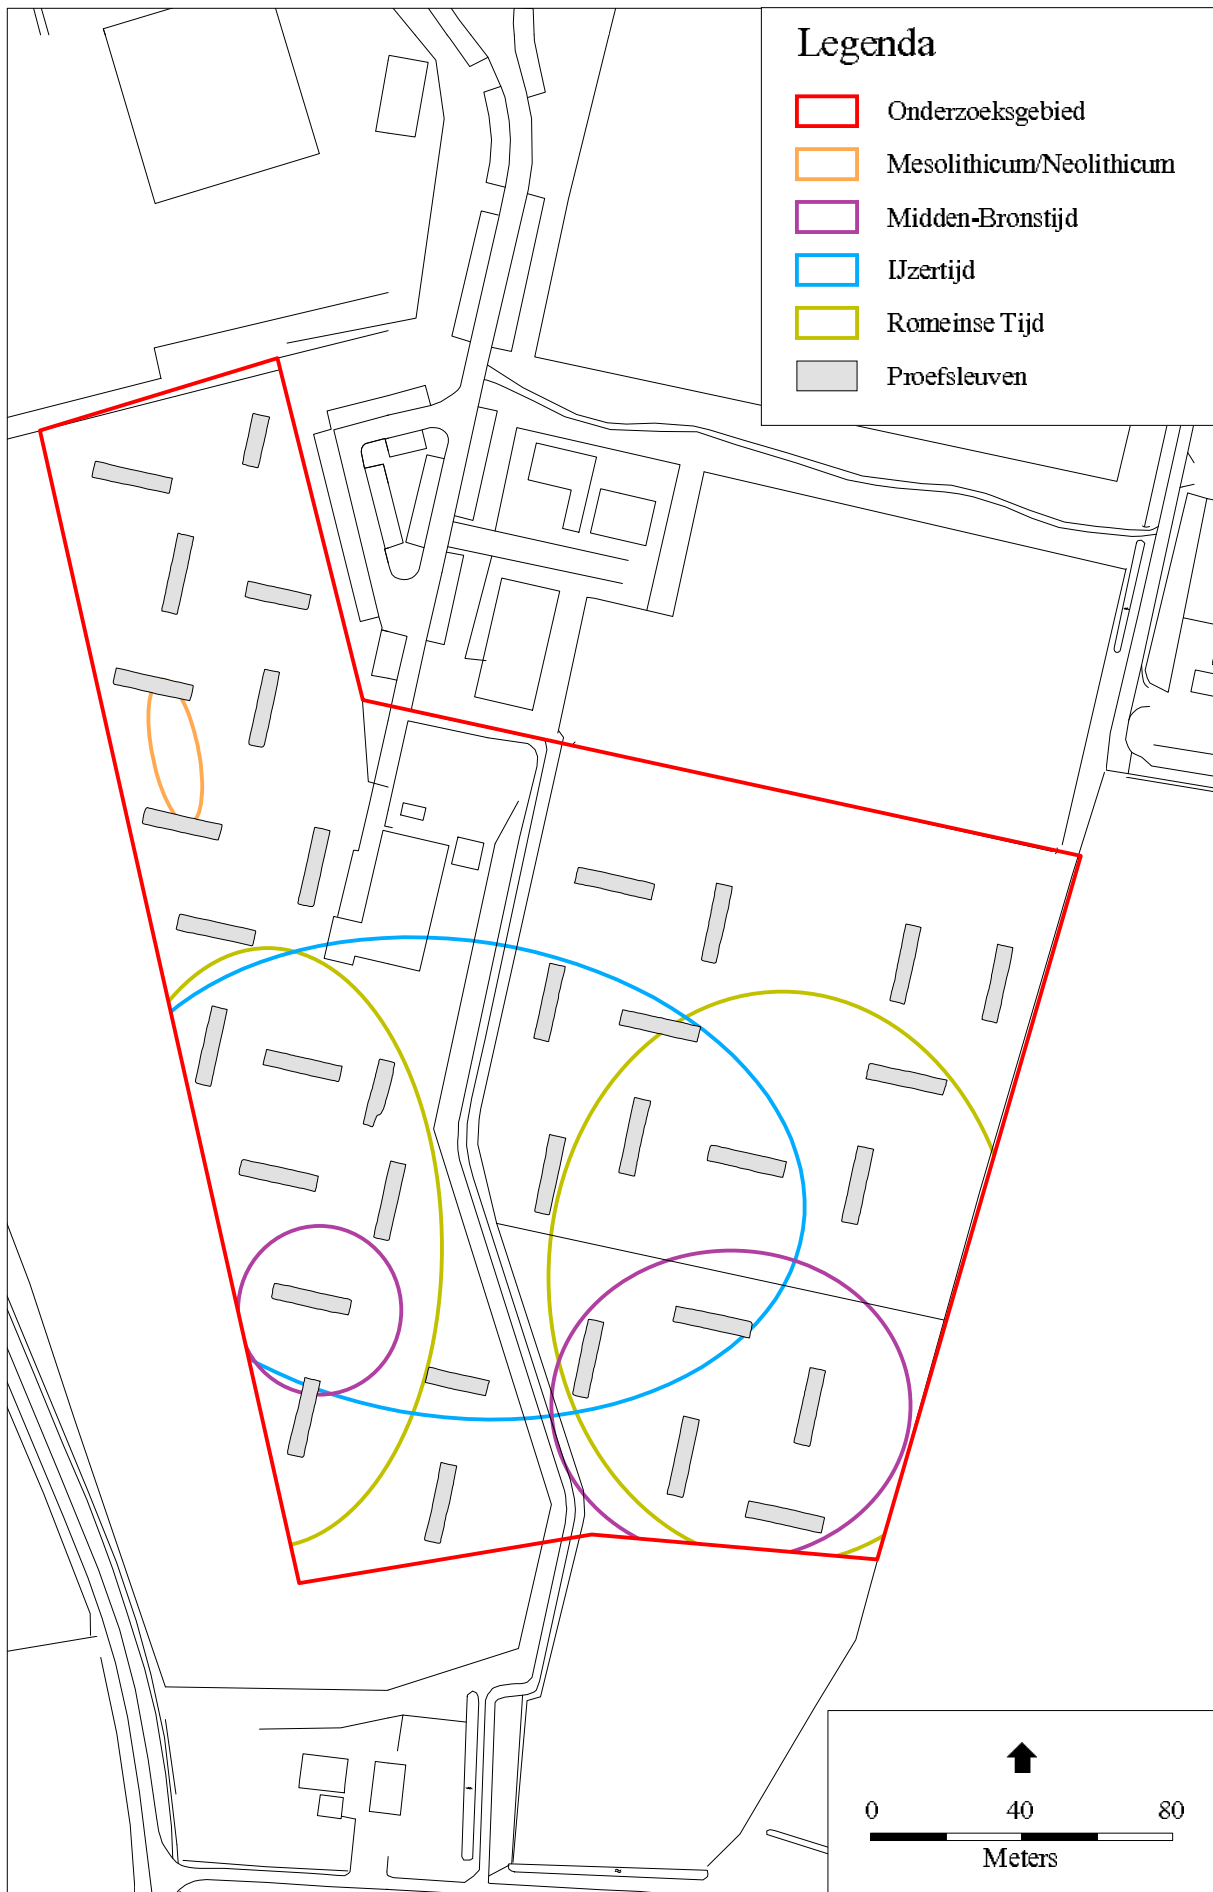 Legenda
Onderzoeksgebied
Mesolithicum/Neolithicum
Midden-Bronstijd
IJzertijd
Romeinse Tijd
Proefsleuven
0 40 80
Meters